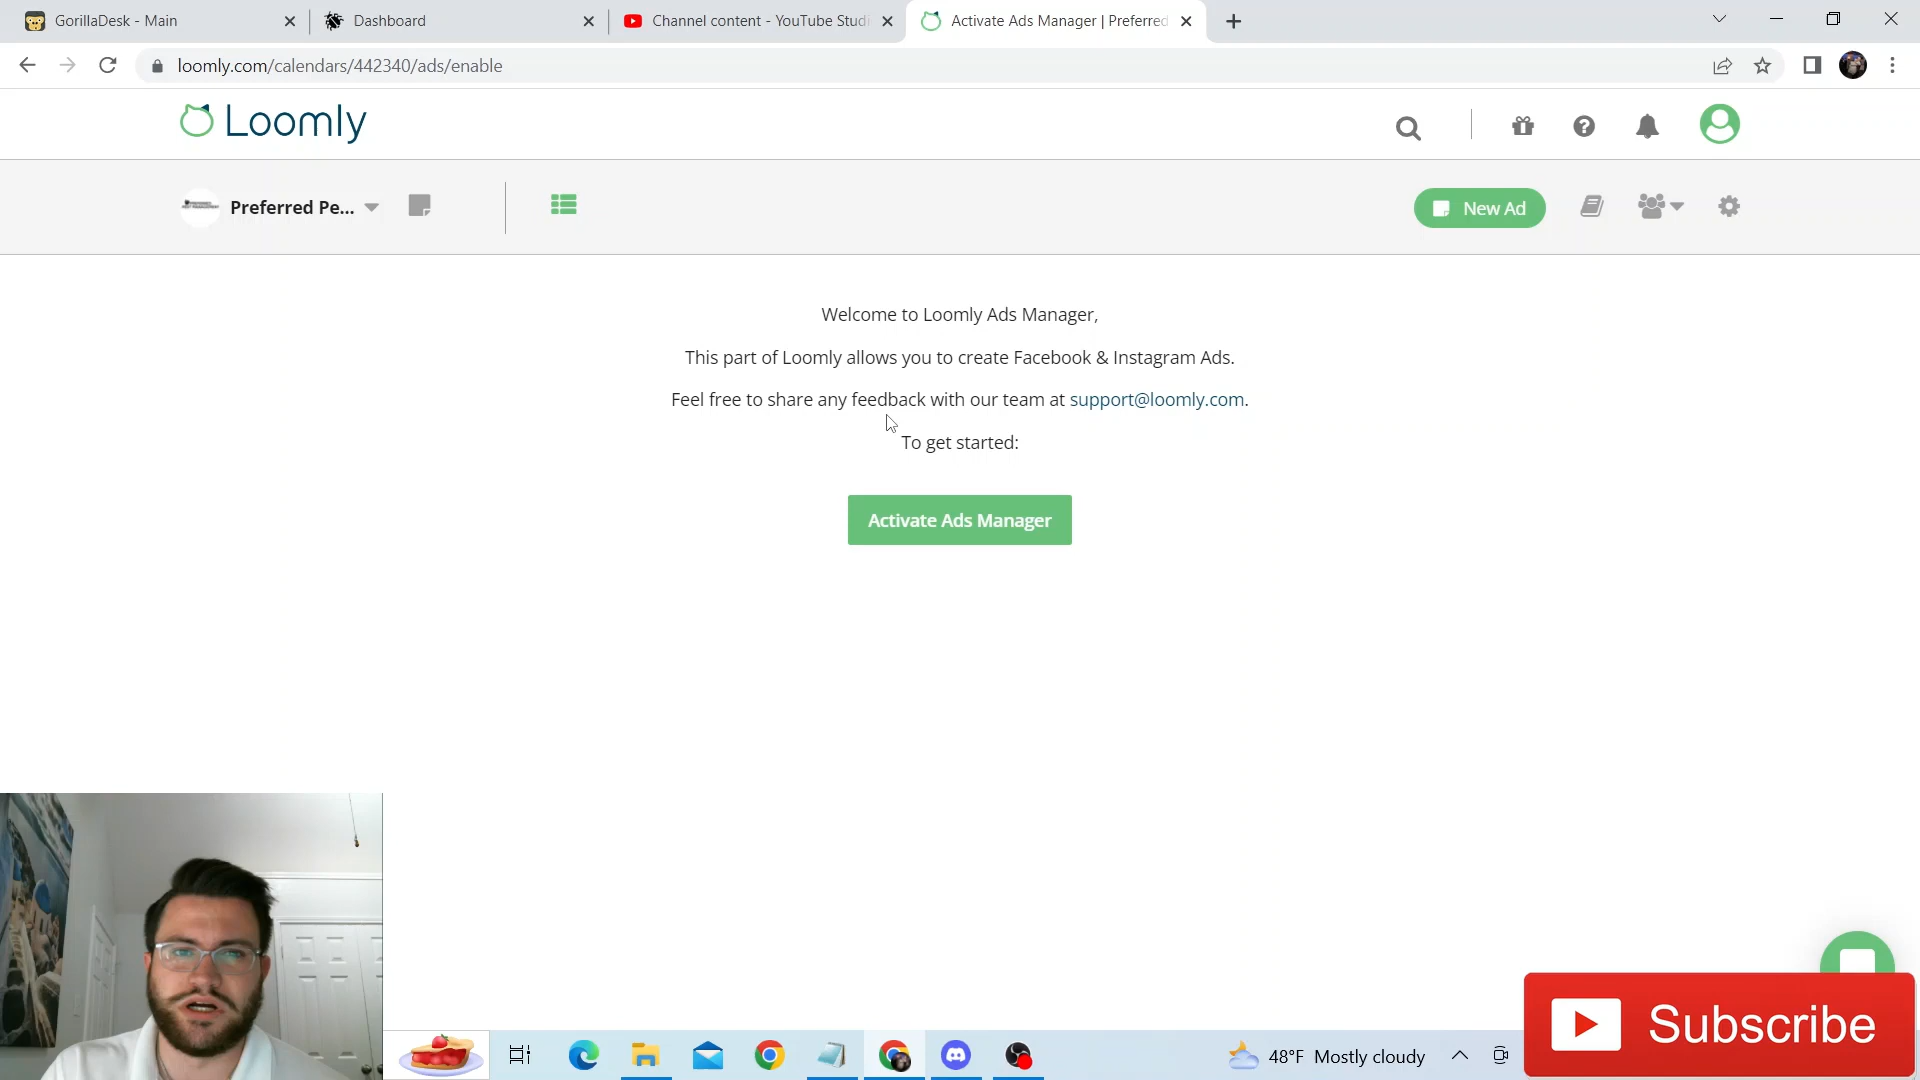 GorillaDesk - Main
Dashboard
Channel content - YouTube Studi
Activate Ads Manager | Preferred
loomly.com/calendars/442340/ads/enable
Loomly
Preferred Pe...
New Ad
Welcome to Loomly Ads Manager,
This part of Loomly allows you to create Facebook & Instagram Ads.
Feel free to share any feedback with our team at support@loomly.com.
To get started:
Activate Ads Manager
Subscribe
48°F Mostly cloudy